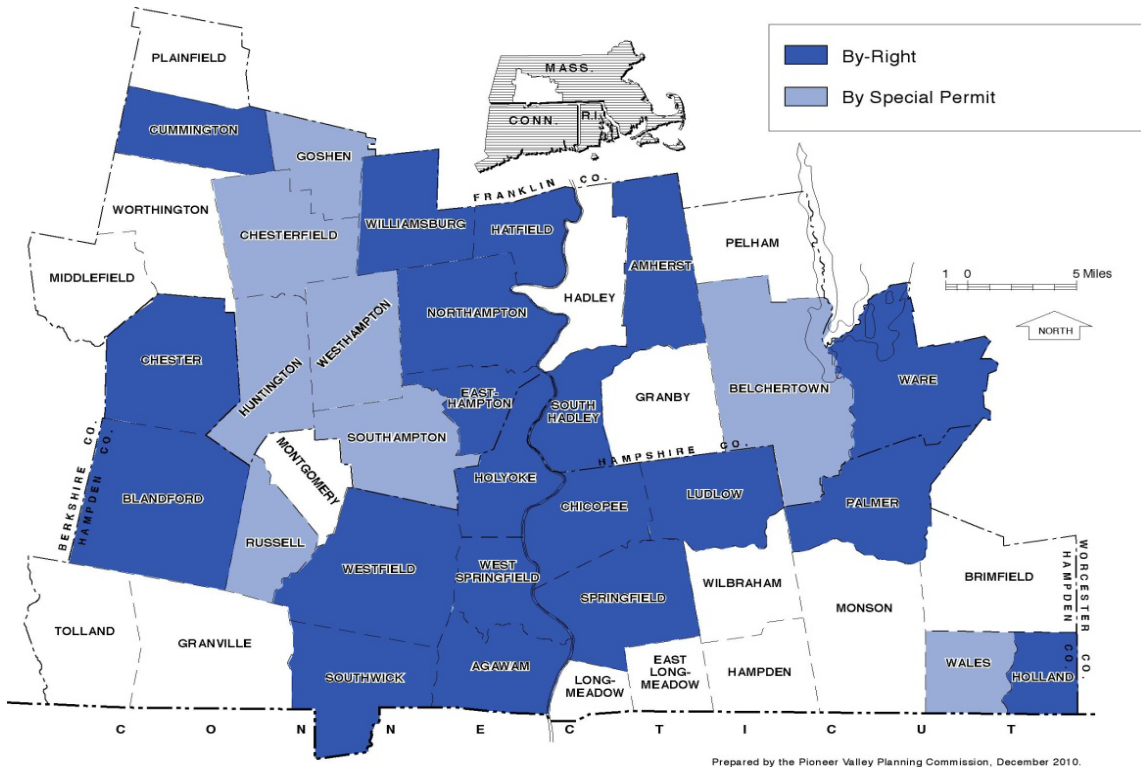 By-Right
By Special Permit
MASS.
CONN.
R.I.
PLAINFIELD
CUMMINGTON
GOSHEN
FRANKLIN CO.
WORTHINGTON
CHESTERFIELD
WILLIAMSBURG
HATFIELD
PELHAM
MIDDLEFIELD
AMHERST
HADLEY
1 0 5 Miles
NORTH
NORTHAMPTON
WESTHAMPTON
CHESTER
HUNTINGTON
EAST-
HAMPTON
SOUTH
HADLEY
GRANBY
BELCHERTOWN
WARE
SOUTHAMPTON
HAMPSHIRE CO.
MONTGOMERY
BERKSHIRE CO.
HAMPDEN CO.
BLANDFORD
HOLYOKE
CHICOPEE
LUDLOW
PALMER
RUSSELL
WESTFIELD
WEST
SPRINGFIELD
SPRINGFIELD
WILBRAHAM
BRIMFIELD
WORCESTER CO.
HAMPDEN CO.
TOLLAND
GRANVILLE
MONSON
SOUTHWICK
AGAWAM
LONG-
MEADOW
EAST
LONG-
MEADOW
HAMPDEN
WALES
HOLLAND
CONNECTICUT
Prepared by the Pioneer Valley Planning Commission, December 2010.